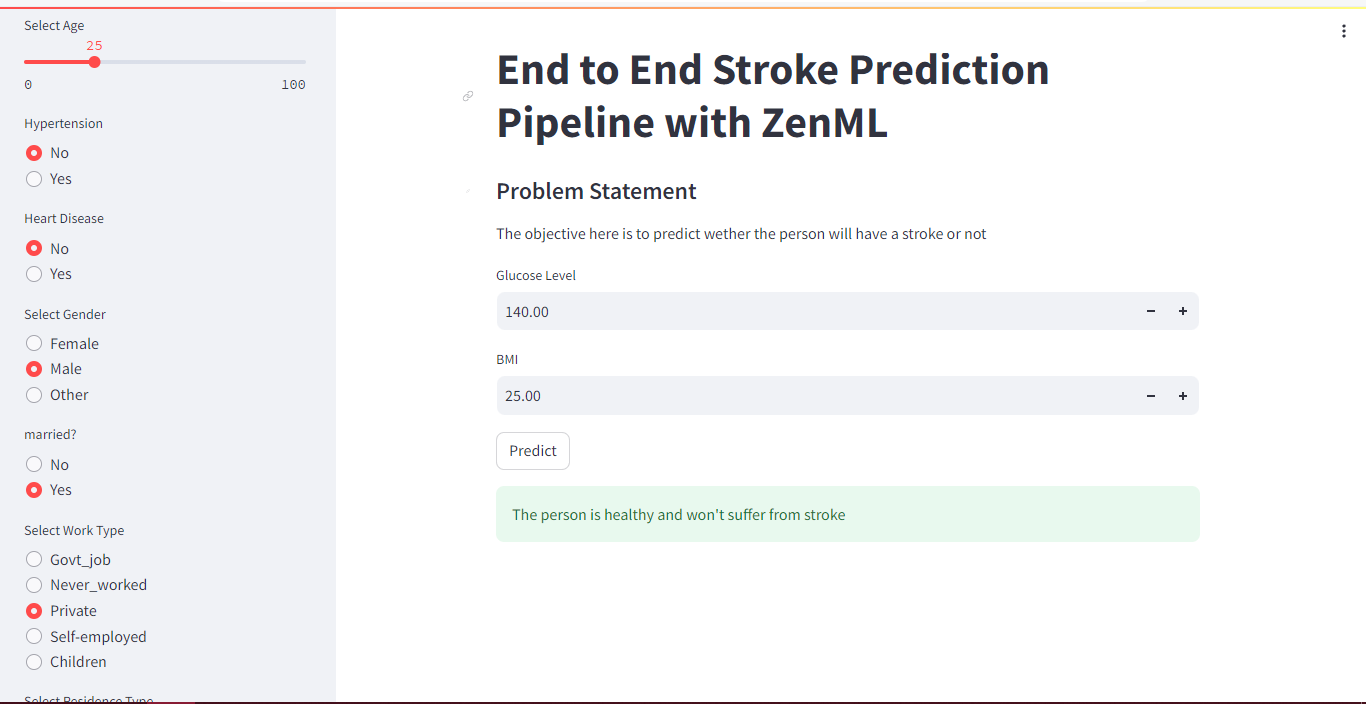 Select Age
25
0 100
Hypertension
No
Yes
Heart Disease
No
Yes
Select Gender
Female
Male
Other
married?
No
Yes
Select Work Type
Govt_job
Never_worked
Private
Self-employed
Children
Select Residence Type
End to End Stroke Prediction
Pipeline with ZenML
Problem Statement
The objective here is to predict wether the person will have a stroke or not
Glucose Level
140.00
BMI
25.00
Predict
The person is healthy and won't suffer from stroke